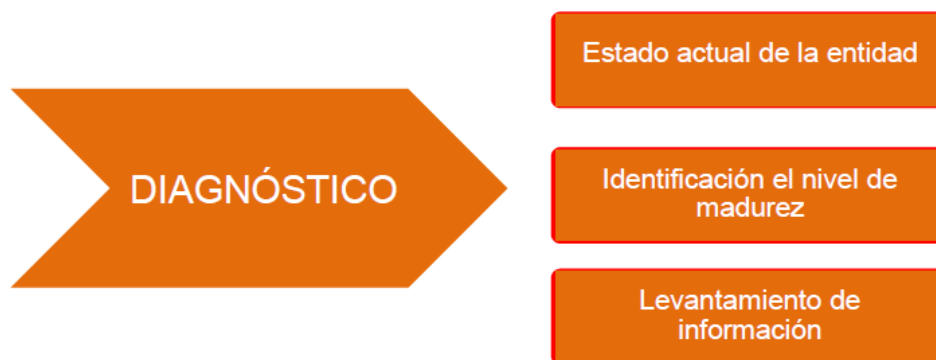 DIAGNÓSTICO
Estado actual de la entidad
Identificación el nivel de
madurez
Levantamiento de
información